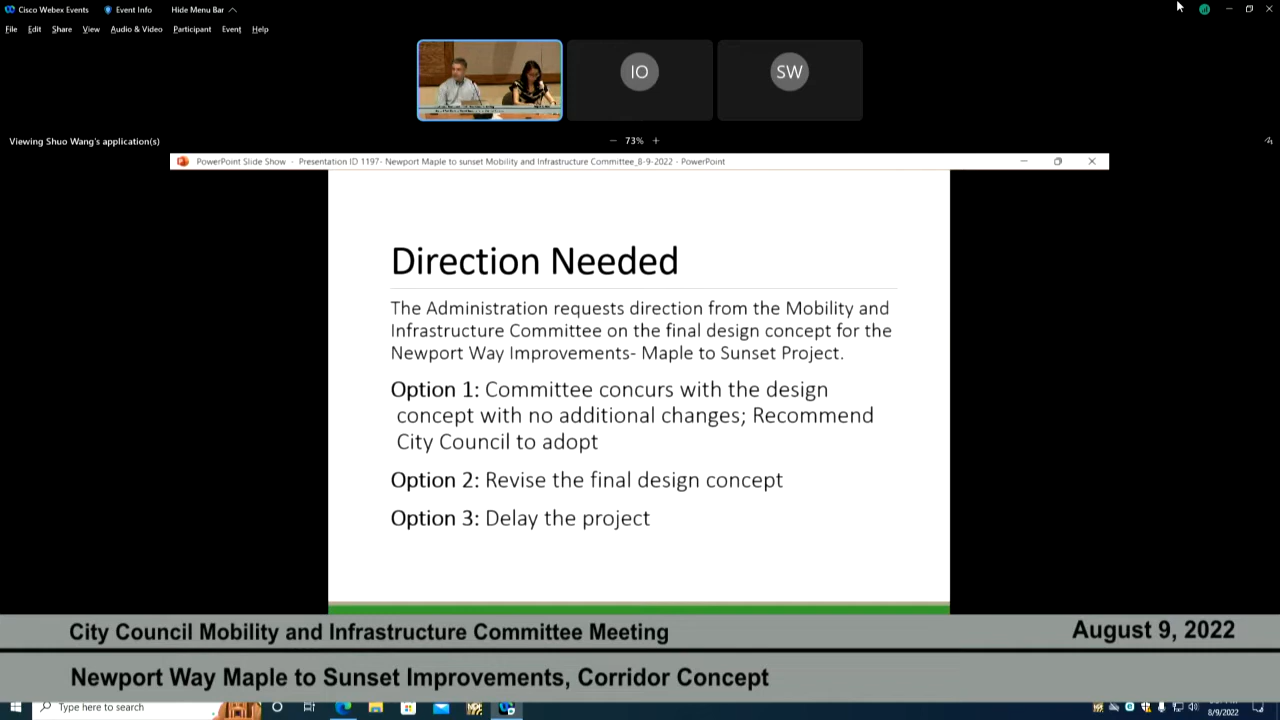 Cisco Webex Events
Event Info
Hide Menu Bar
File Edit Share View Audio & Video Participant Event Help
IO
SW
Viewing Shuo Wang's application(s)
73%
PowerPoint Slide Show - Presentation ID 1197- Newport Maple to sunset Mobility and Infrastructure Committee_8-9-2022 - PowerPoint
Direction Needed
The Administration requests direction from the Mobility and
Infrastructure Committee on the final design concept for the
Newport Way Improvements- Maple to Sunset Project.
Option 1: Committee concurs with the design
concept with no additional changes; Recommend
City Council to adopt
Option 2: Revise the final design concept
Option 3: Delay the project
City Council Mobility and Infrastructure Committee Meeting
August 9, 2022
Newport Way Maple to Sunset Improvements, Corridor Concept
Type here to search
8/9/2022